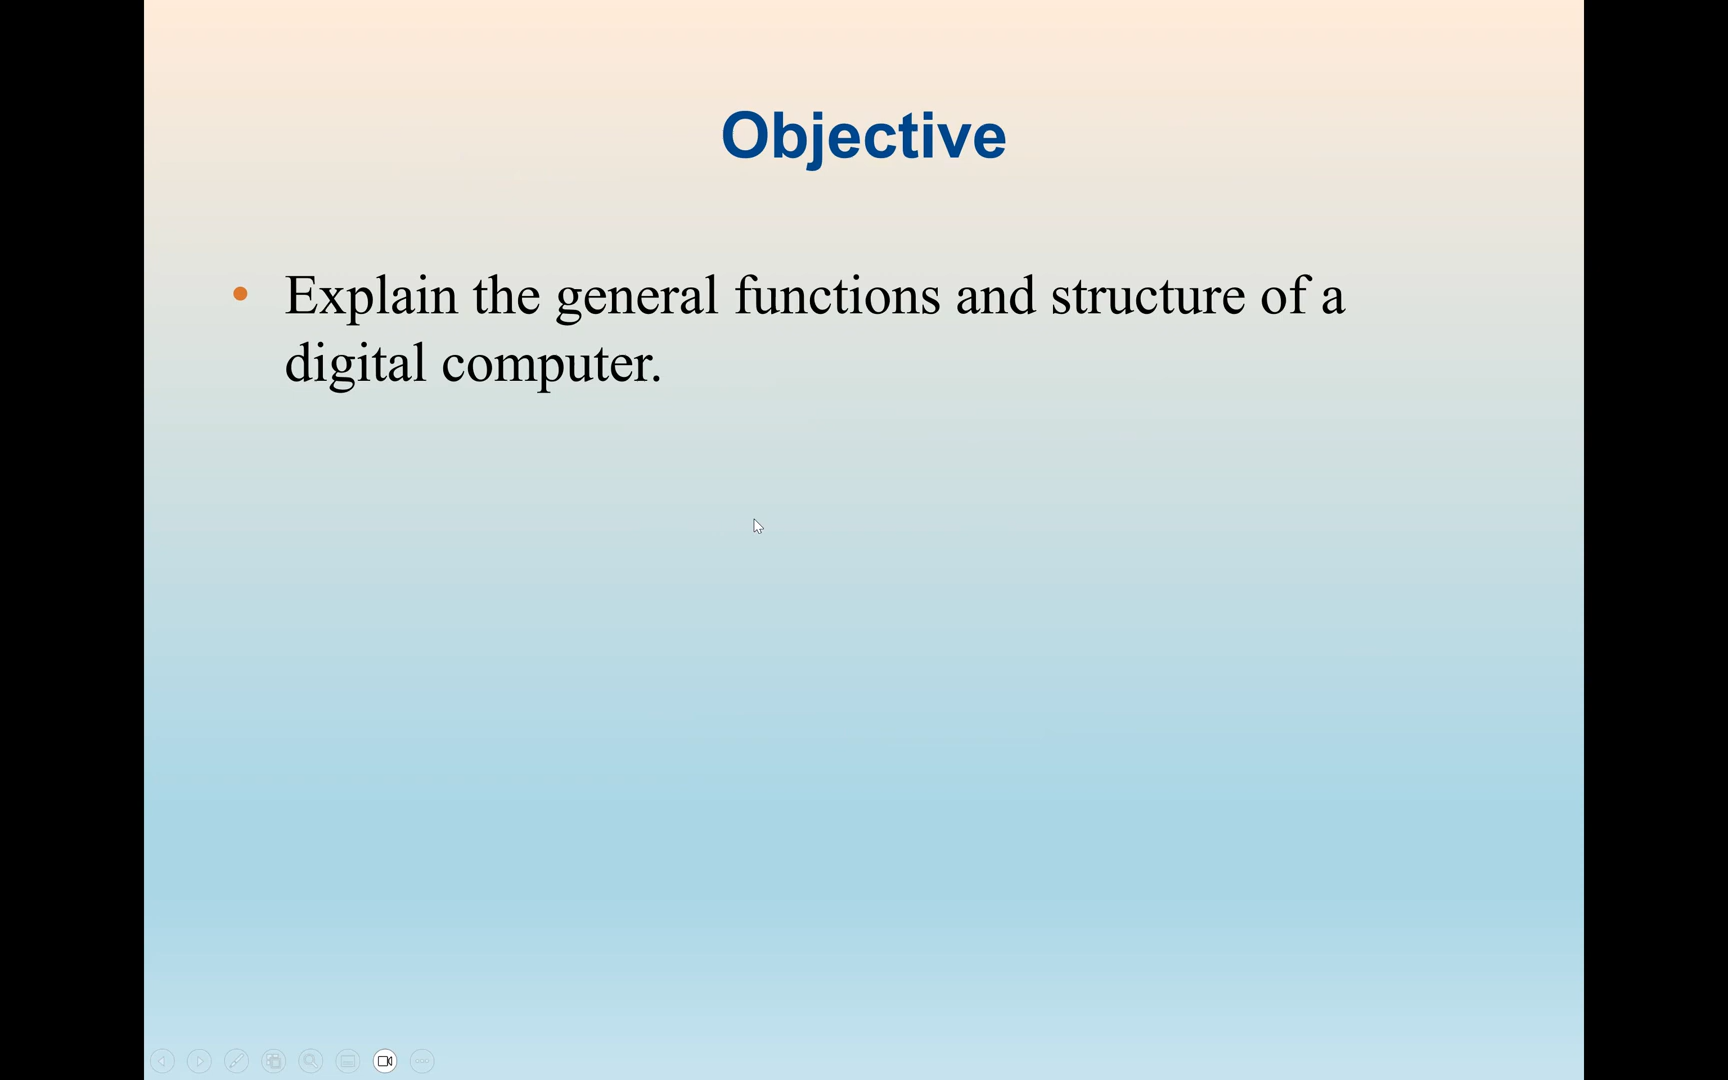 Objective
• Explain the general functions and structure of a
digital computer.